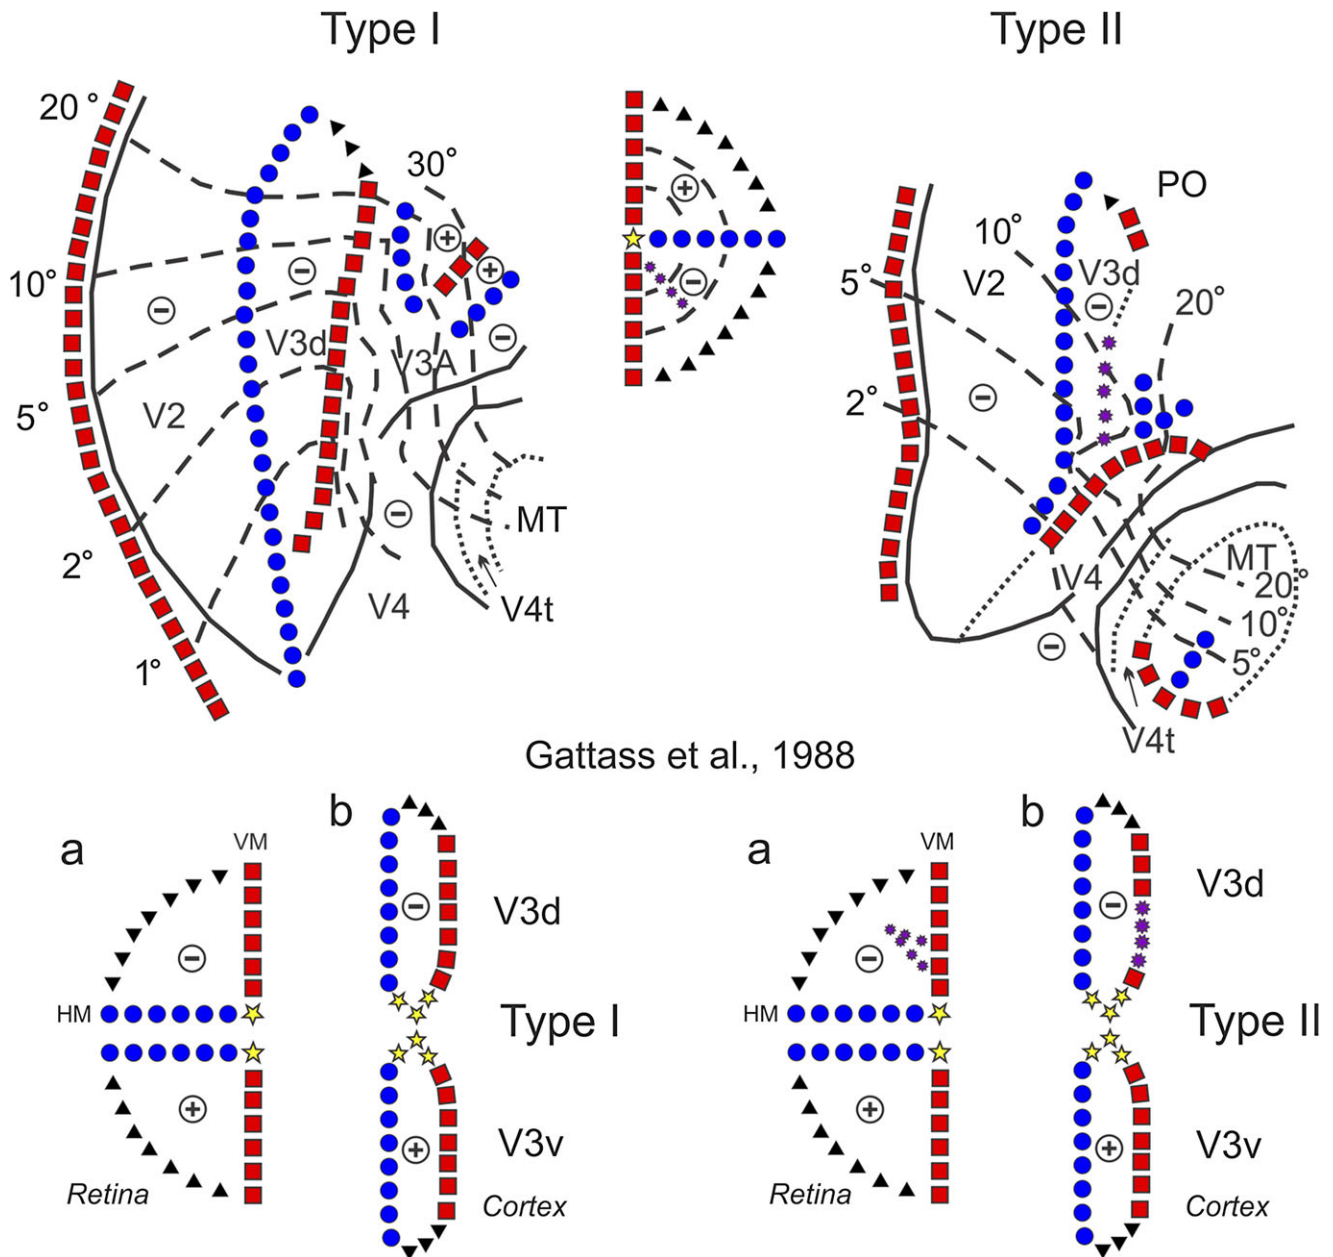 Type I
Type II
20°
30°
PO
10°
V2
V3d
5°
20°
10°
V3d
V3A
2°
5°
V2
MT
2°
V4
V4t
MT
20°
V4
10°
5°
1°
V4t
Gattass et al., 1988
a
b
a
b
VM
VM
V3d
V3d
HM
Type I
HM
Type II
V3v
V3v
Retina
Cortex
Retina
Cortex